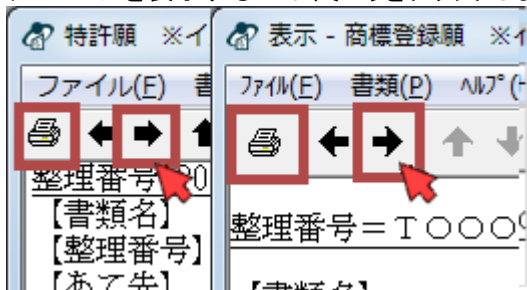 特許願 ※イ
ファイル(F) 書
整理番号
【書類名】
【整理番号】
【あて先】
表示 - 商標登録願 ※イ
ファイル(F) 書類(P) ヘルプ(H
整理番号=TOOO
【書類名】